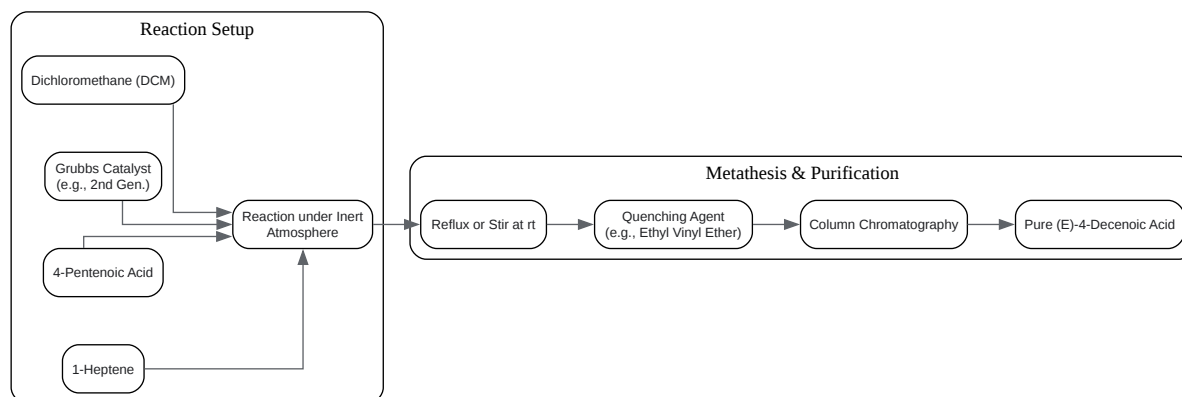 Reaction Setup
Dichloromethane (DCM)
Grubbs Catalyst
(e.g., 2nd Gen.)
4-Pentenoic Acid
1-Heptene
Reaction under Inert
Atmosphere
Metathesis & Purification
Reflux or Stir at rt
Quenching Agent
(e.g., Ethyl Vinyl Ether)
Column Chromatography
Pure (E)-4-Decenoic Acid